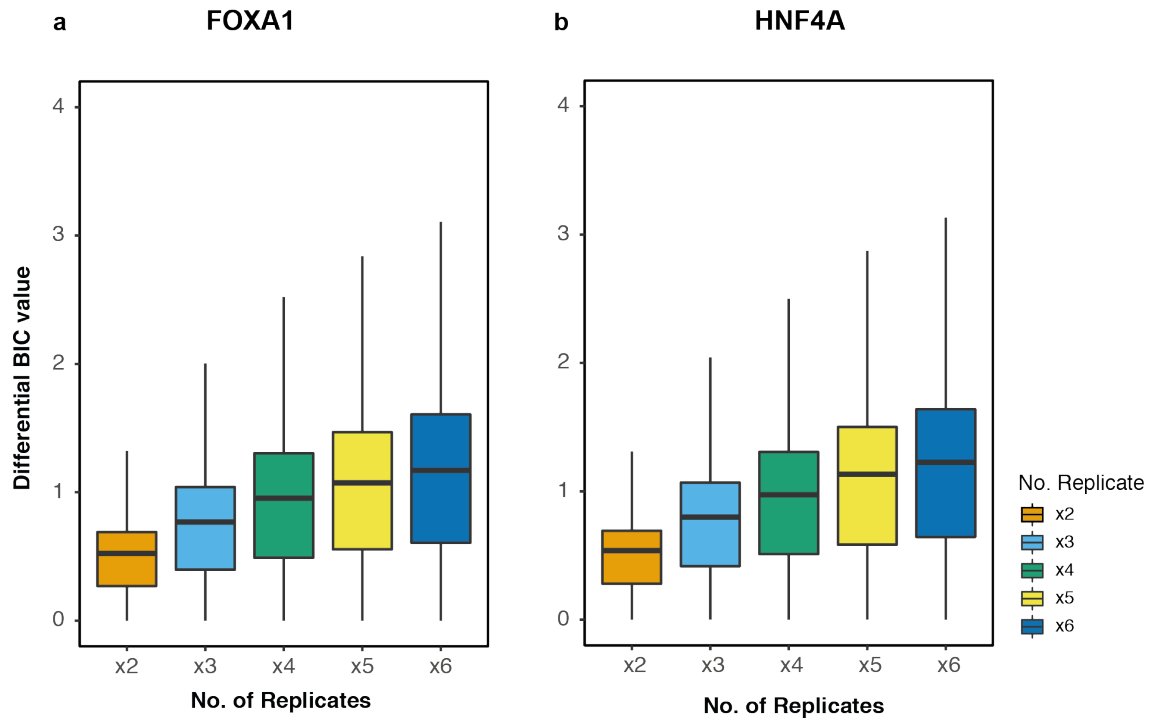 a
FOXA1
b
HNF4A
Differential BIC value
4
3
2
1
0
x2
x3
x4
x5
x6
No. of Replicates
4
3
2
1
0
x2
x3
x4
x5
x6
No. of Replicates
No. Replicate
x2
x3
x4
x5
x6